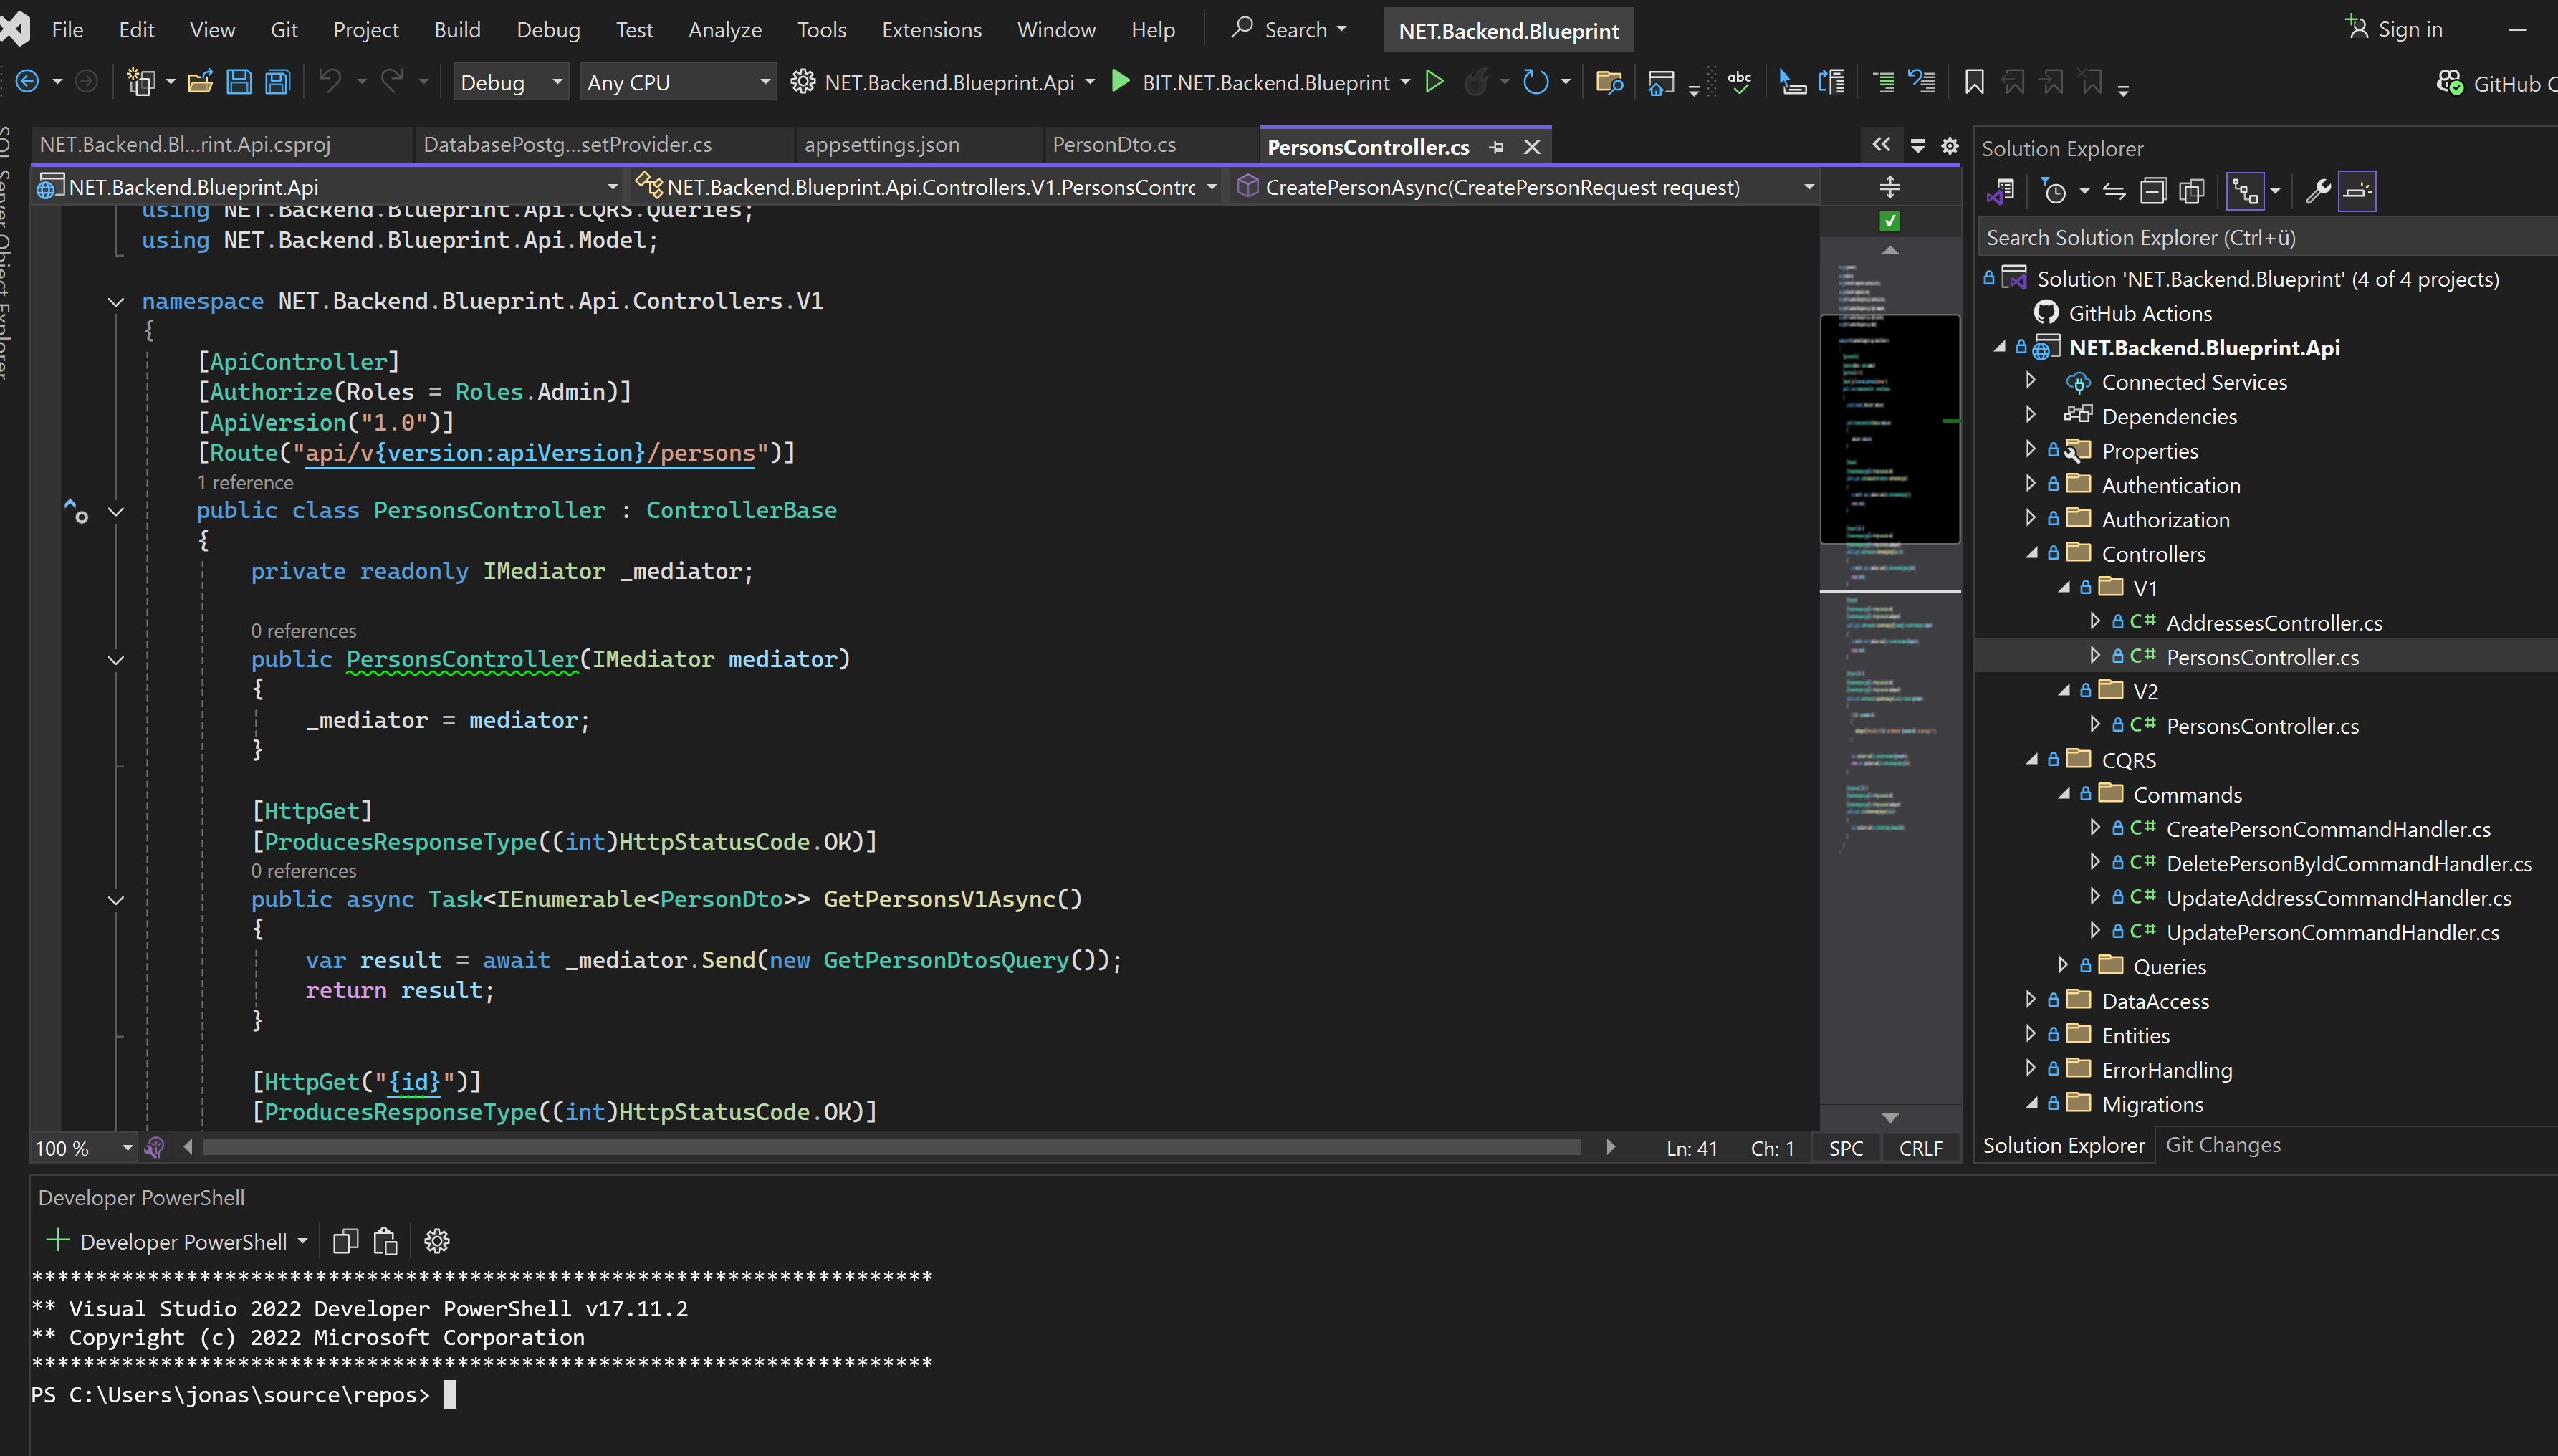 File Edit View Git Project Build Debug Test Analyze Tools Extensions Window Help Search NET.Backend.Blueprint Sign in
Debug Any CPU NET.Backend.Blueprint.Api BIT.NET.Backend.Blueprint abc GitHub C
SQL Server Object Explorer
NET.Backend.Bl...rint.Api.csproj DatabasePostg...setProvider.cs appsettings.json PersonDto.cs PersonsController.cs
NET.Backend.Blueprint.Api NET.Backend.Blueprint.Api.Controllers.V1.PersonsContrc CreatePersonAsync(CreatePersonRequest request)
using NET.Backend.Blueprint.Api.CQRS.Queries;
using NET.Backend.Blueprint.Api.Model;
namespace NET.Backend.Blueprint.Api.Controllers.V1
{
[ApiController]
[Authorize(Roles = Roles.Admin)]
[ApiVersion("1.0")]
[Route("api/v{version:apiVersion}/persons")]
1 reference
public class PersonsController : ControllerBase
{
private readonly IMediator _mediator;
0 references
public PersonsController(IMediator mediator)
{
_mediator = mediator;
}
[HttpGet]
[ProducesResponseType((int)HttpStatusCode.OK)]
0 references
public async Task<IEnumerable<PersonDto>> GetPersonsV1Async()
{
var result = await _mediator.Send(new GetPersonDtosQuery());
return result;
}
[HttpGet("{id}")]
[ProducesResponseType((int)HttpStatusCode.OK)]
100 % Ln: 41 Ch: 1 SPC CRLF
Solution Explorer
Search Solution Explorer (Ctrl+ü)
Solution 'NET.Backend.Blueprint' (4 of 4 projects)
GitHub Actions
NET.Backend.Blueprint.Api
Connected Services
Dependencies
Properties
Authentication
Authorization
Controllers
V1
C# AddressesController.cs
C# PersonsController.cs
V2
C# PersonsController.cs
CQRS
Commands
C# CreatePersonCommandHandler.cs
C# DeletePersonByIdCommandHandler.cs
C# UpdateAddressCommandHandler.cs
C# UpdatePersonCommandHandler.cs
Queries
DataAccess
Entities
ErrorHandling
Migrations
Solution Explorer Git Changes
Developer PowerShell
Developer PowerShell
**********************************************************************
** Visual Studio 2022 Developer PowerShell v17.11.2
** Copyright (c) 2022 Microsoft Corporation
**********************************************************************
PS C:\Users\jonas\source\repos>